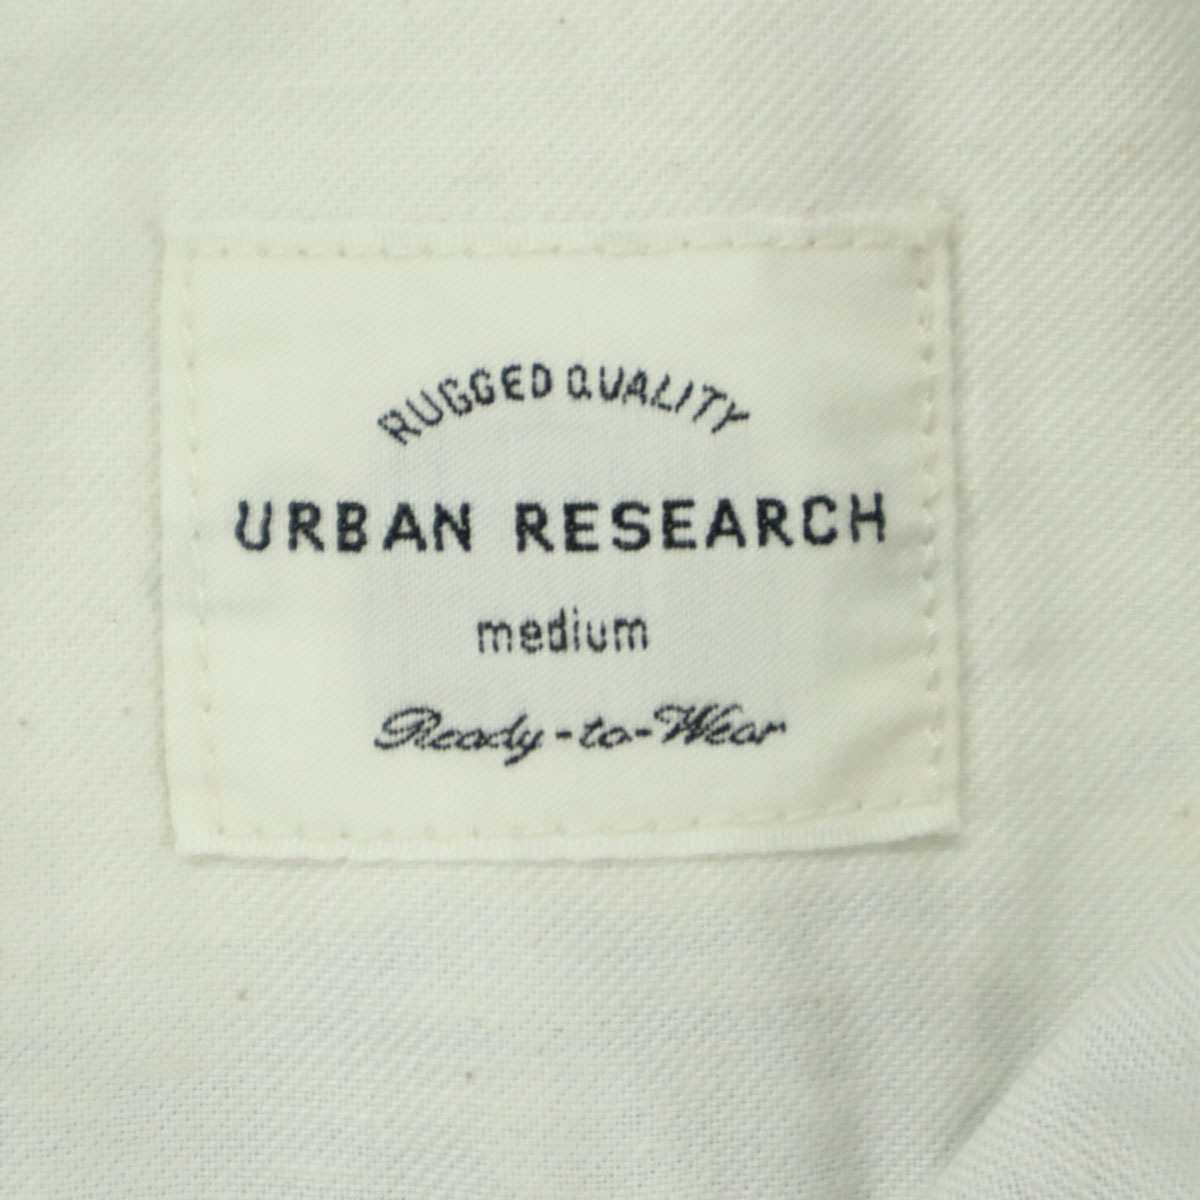 RUGGED QUALITY
URBAN RESEARCH
medium
Ready-to-Wear